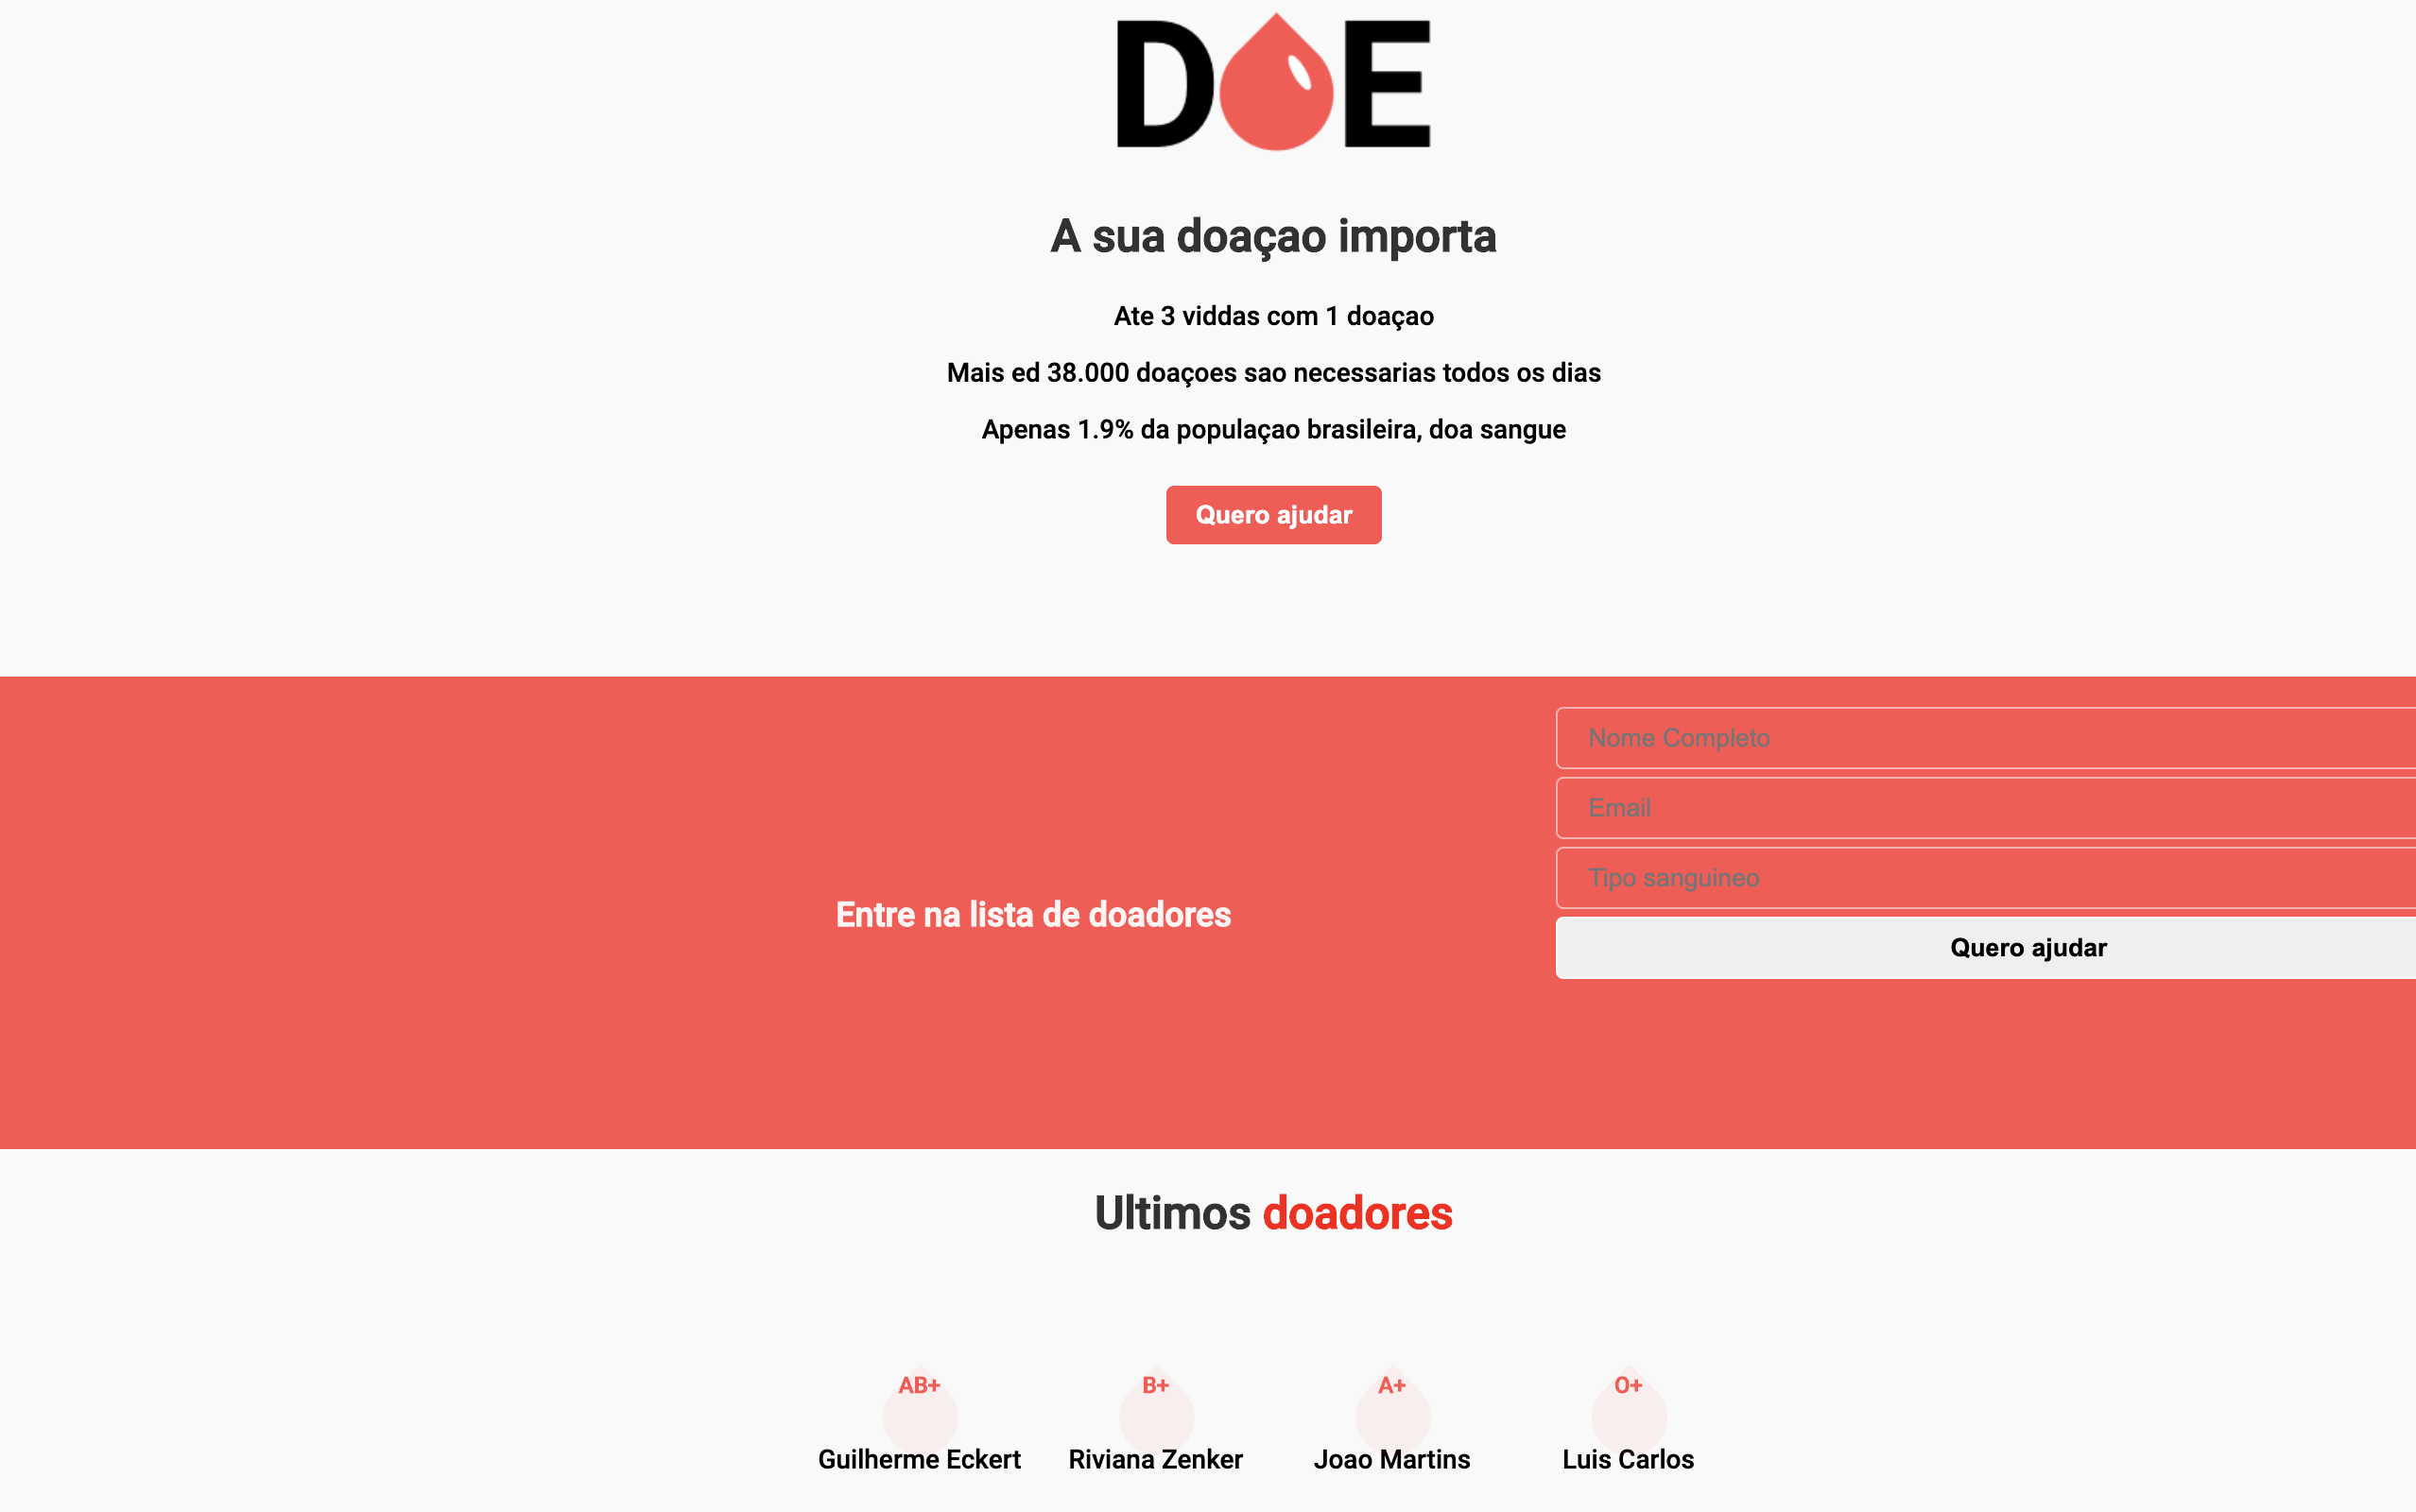 DOE
A sua doaçao importa
Ate 3 viddas com 1 doaçao
Mais ed 38.000 doaçoes sao necessarias todos os dias
Apenas 1.9% da populaçao brasileira, doa sangue
Quero ajudar
Entre na lista de doadores
Nome Completo
Email
Tipo sanguineo
Quero ajudar
Ultimos doadores
AB+
Guilherme Eckert
B+
Riviana Zenker
A+
Joao Martins
O+
Luis Carlos